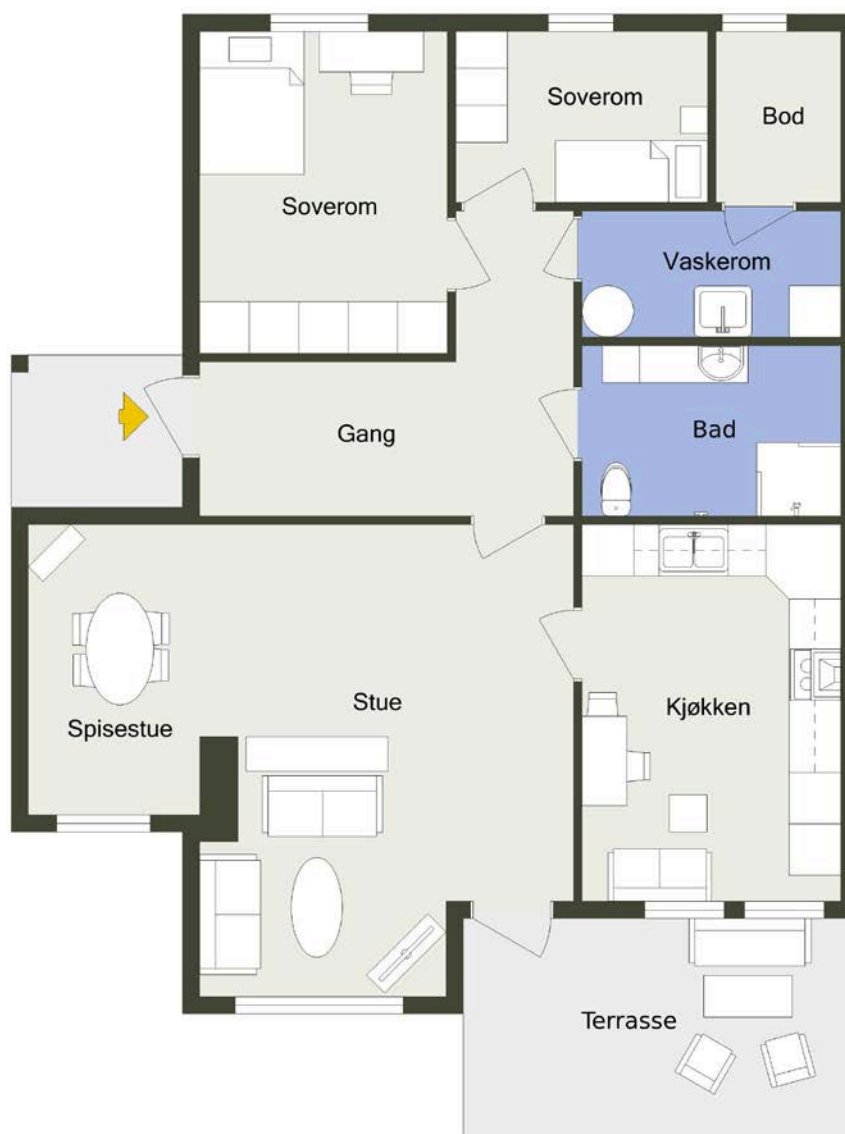 Soverom
Bod
Soverom
Vaskerom
Bad
Gang
Stue
Kjøkken
Spisestue
Terrasse